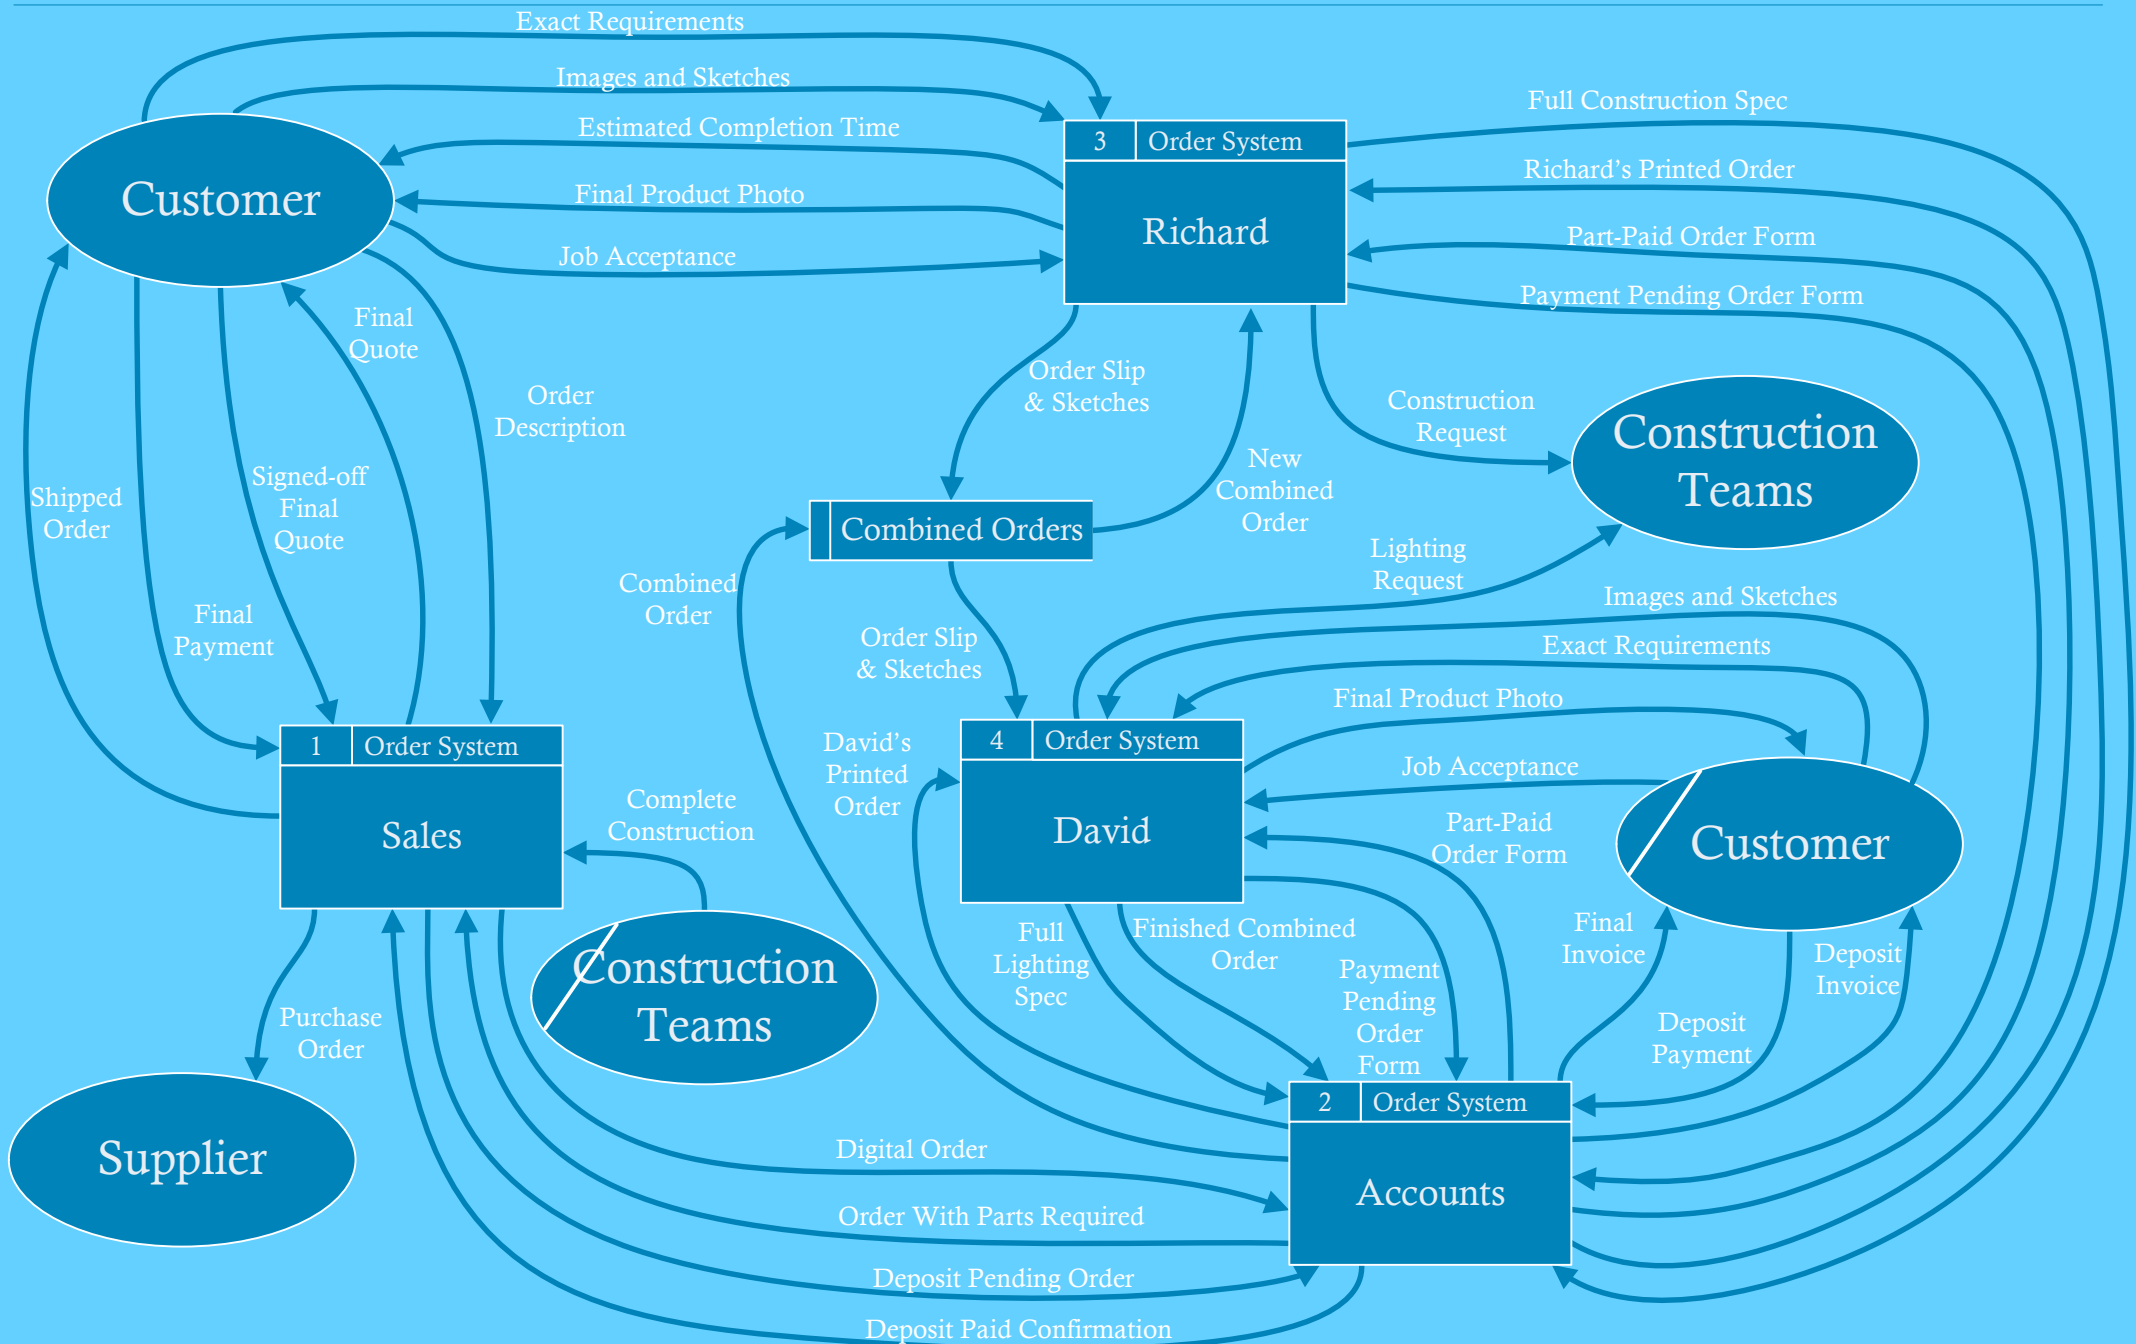 Exact Requirements
Images and Sketches
Estimated Completion Time
Final Product Photo
Job Acceptance
Customer
3
Order System
Richard
Full Construction Spec
Richard's Printed Order
Part-Paid Order Form
Payment Pending Order Form
Final
Quote
Order
Description
Signed-off
Final
Quote
Shipped
Order
Final
Payment
Order Slip
& Sketches
New
Combined
Order
Construction
Request
Construction
Teams
Combined Orders
Lighting
Request
Combined
Order
Order Slip
& Sketches
Images and Sketches
Exact Requirements
Final Product Photo
Job Acceptance
Part-Paid
Order Form
1
Order System
Sales
David's
Printed
Order
4
Order System
David
Customer
Complete
Construction
Construction
Teams
Full
Lighting
Spec
Finished Combined
Order
Payment
Pending
Order
Form
Final
Invoice
Deposit
Invoice
Deposit
Payment
Purchase
Order
Supplier
2
Order System
Accounts
Digital Order
Order With Parts Required
Deposit Pending Order
Deposit Paid Confirmation